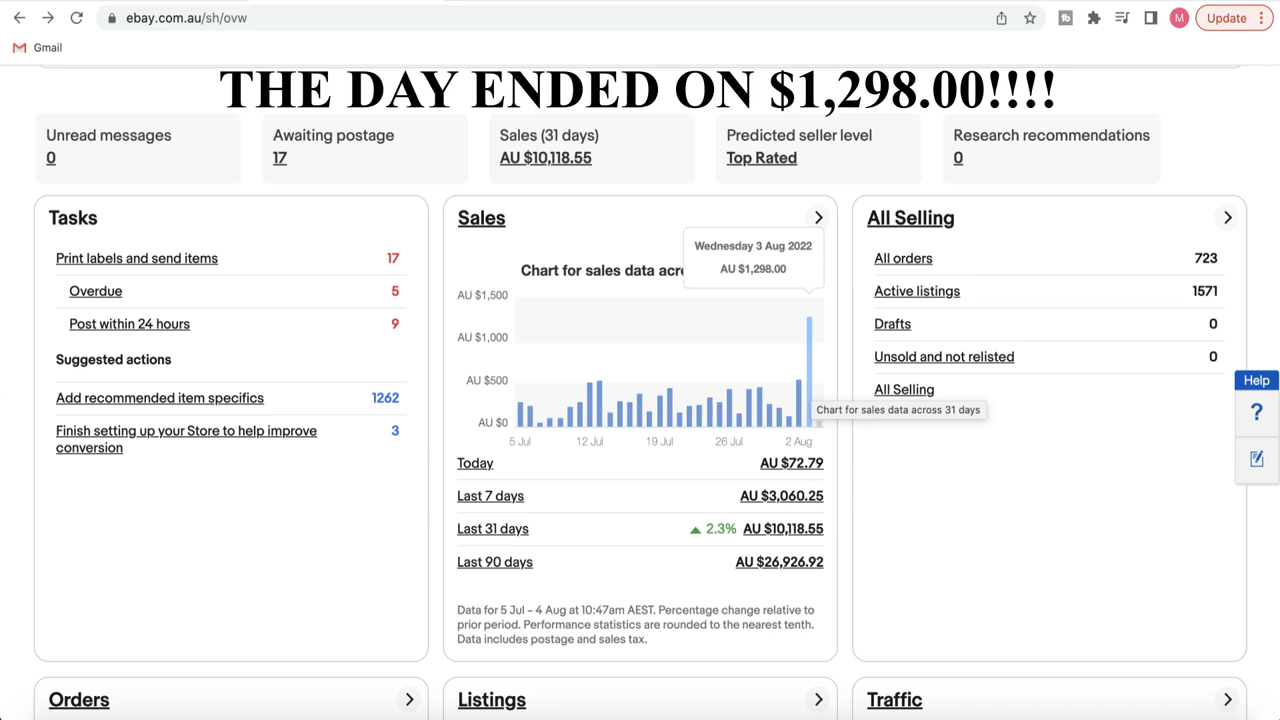 ebay.com.au/sh/ovw
M
Update
Gmail
THE DAY ENDED ON $1,298.00!!!!
Unread messages
0
Awaiting postage
17
Sales (31 days)
AU $10,118.55
Predicted seller level
Top Rated
Research recommendations
0
Tasks
Print labels and send items 17
Overdue 5
Post within 24 hours 9
Suggested actions
Add recommended item specifics 1262
Finish setting up your Store to help improve 3
conversion
Sales
Wednesday 3 Aug 2022
AU $1,298.00
Chart for sales data acr
AU $1,500
AU $1,000
AU $500
AU $0
5 Jul 12 Jul 19 Jul 26 Jul 2 Aug
Chart for sales data across 31 days
Today AU $72.79
Last 7 days AU $3,060.25
Last 31 days 2.3% AU $10,118.55
Last 90 days AU $26,926.92
Data for 5 Jul – 4 Aug at 10:47am AEST. Percentage change relative to
prior period. Performance statistics are rounded to the nearest tenth.
Data includes postage and sales tax.
All Selling
All orders 723
Active listings 1571
Drafts 0
Unsold and not relisted 0
All Selling
Help
?
Orders
Listings
Traffic